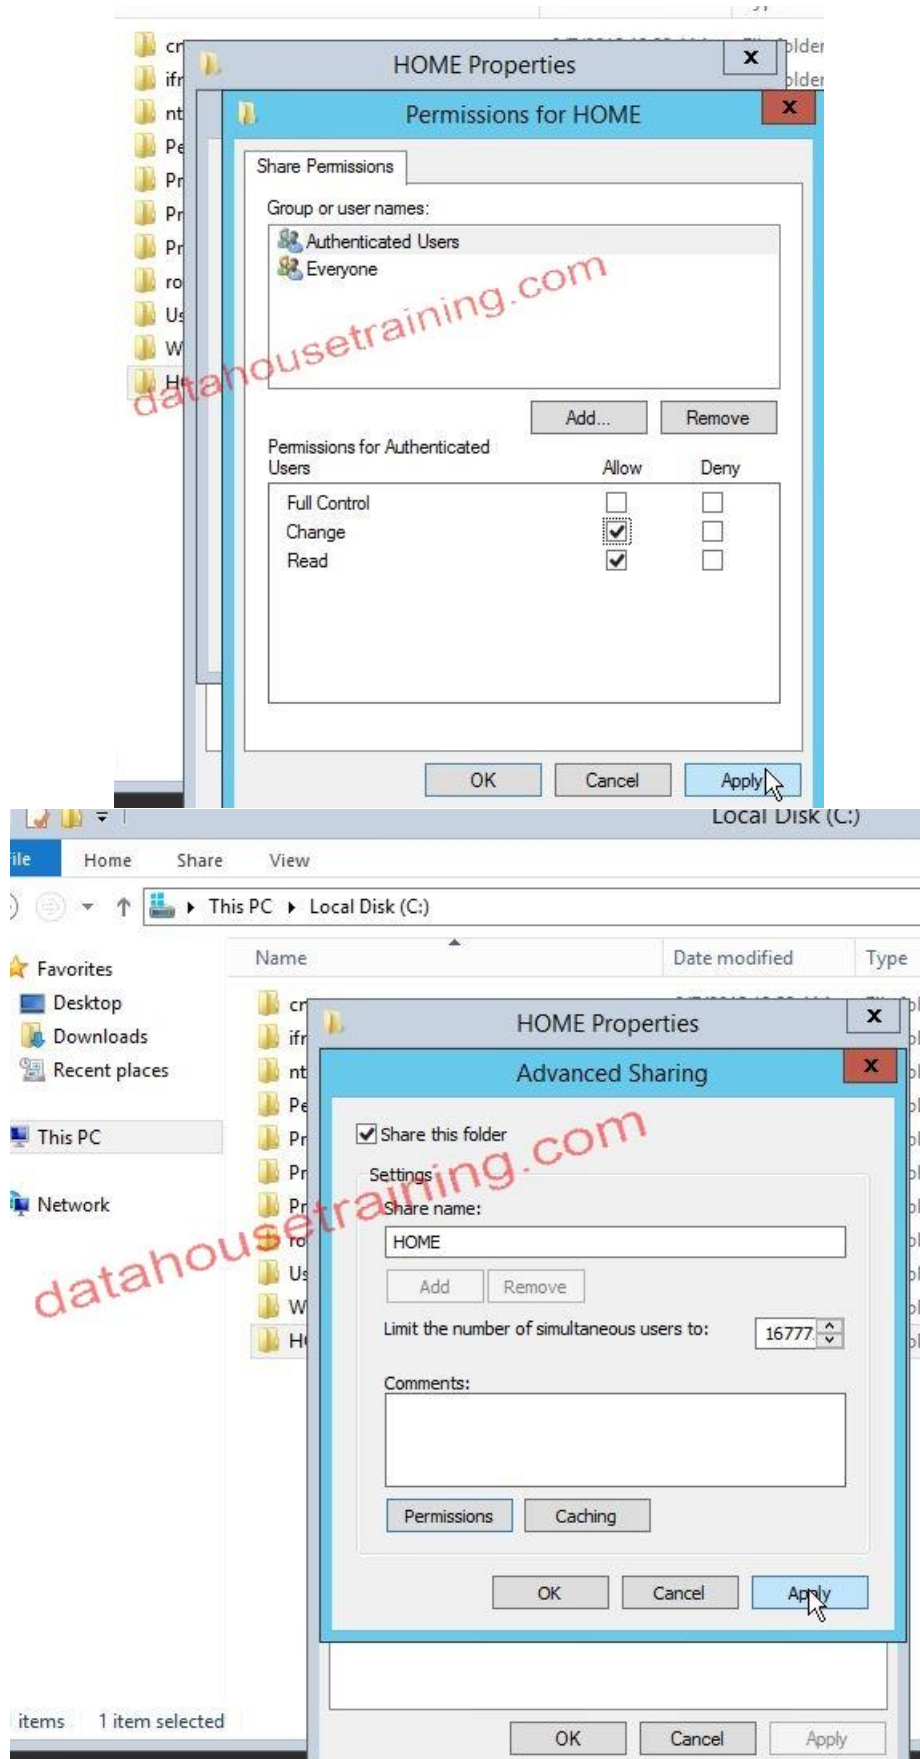 HOME Properties
x
Permissions for HOME
x
Share Permissions
Group or user names:
Authenticated Users
Everyone
datahousetraining.com
Add...
Remove
Permissions for Authenticated
Users
Allow
Deny
Full Control
Change
Read
OK
Cancel
Apply
Local Disk (C:)
Home
Share
View
This PC
Local Disk (C:)
Name
Date modified
Type
Favorites
Desktop
Downloads
Recent places
This PC
Network
HOME Properties
x
Advanced Sharing
x
Share this folder
Settings
Share name:
HOME
Add
Remove
Limit the number of simultaneous users to:
16777
Comments:
Permissions
Caching
OK
Cancel
Apply
datahousetraining.com
items
1 item selected
OK
Cancel
Apply